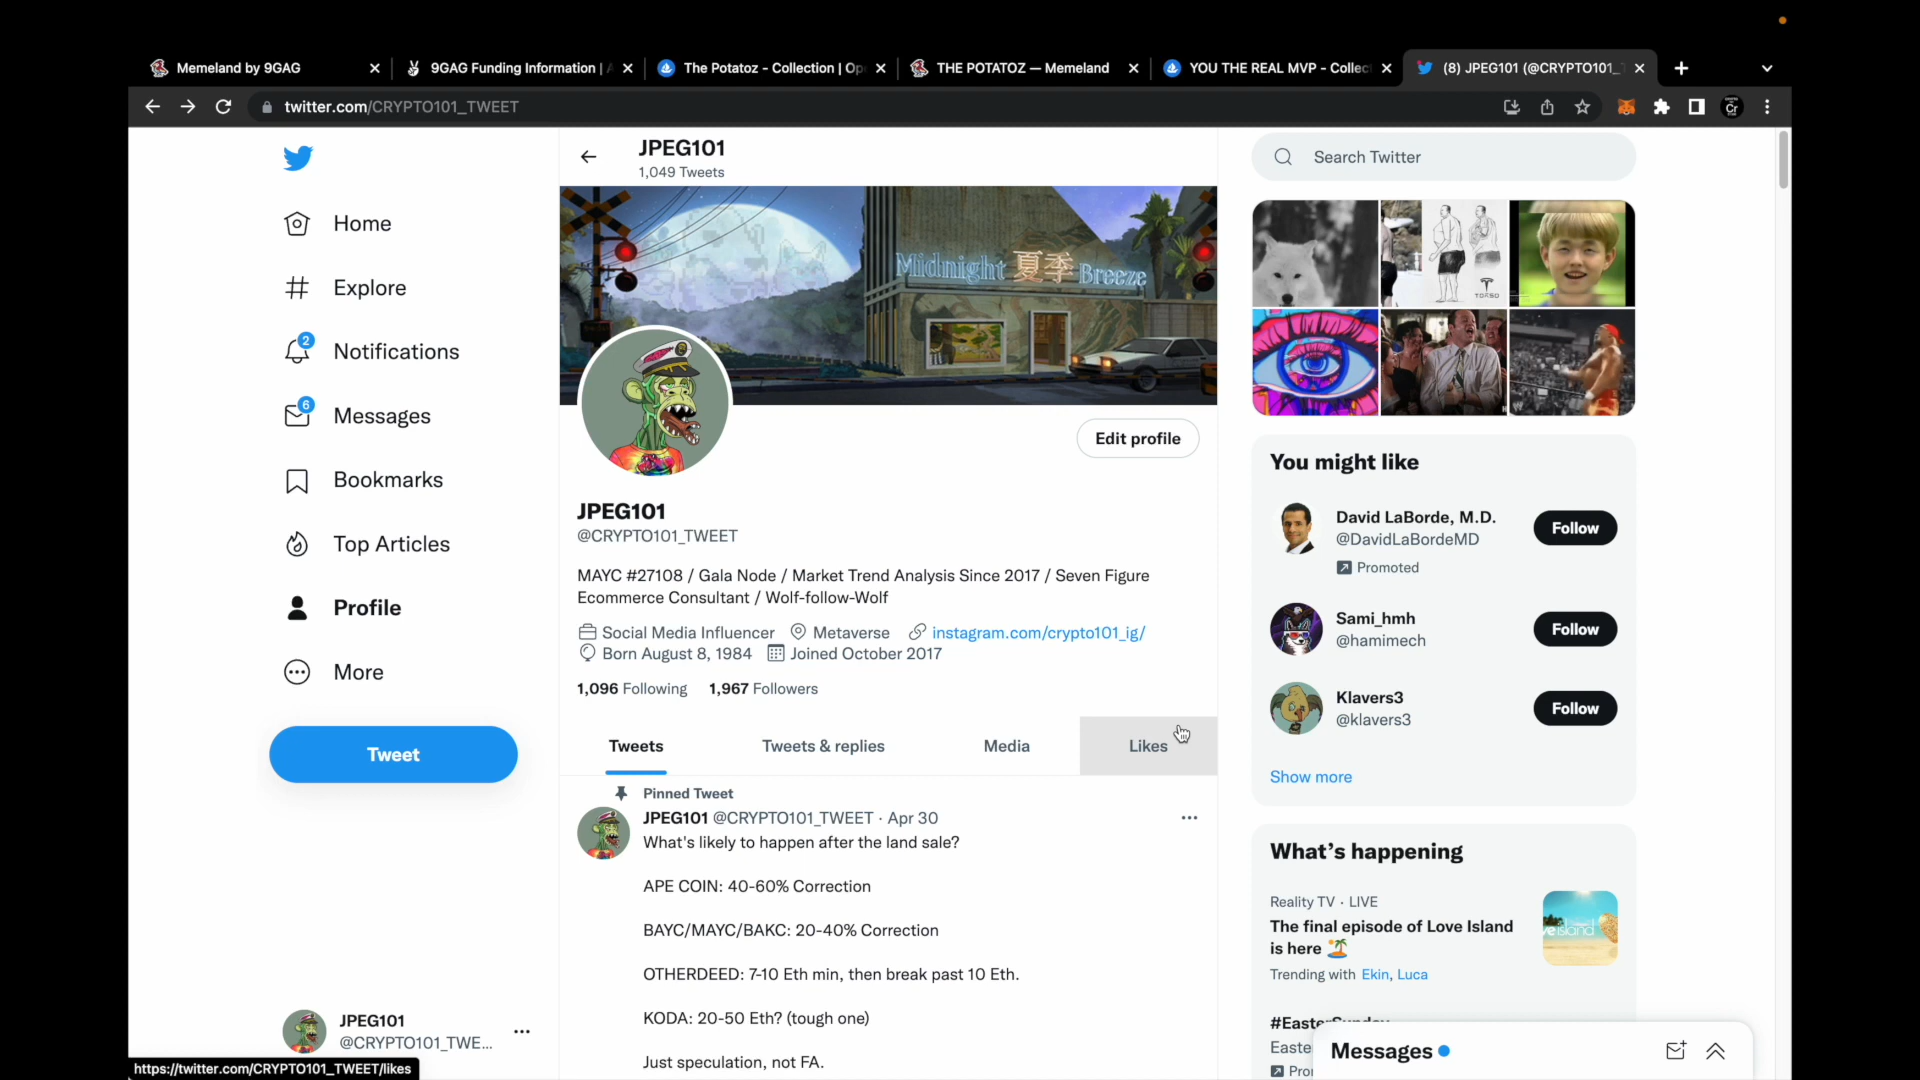 Memeland by 9GAG
9GAG Funding Information |
The Potatoz - Collection | Op
THE POTATOZ — Memeland
YOU THE REAL MVP - Collec
(8) JPEG101 (@CRYPTO101_
twitter.com/CRYPTO101_TWEET
JPEG101
1,049 Tweets
Search Twitter
Home
Explore
2
Notifications
6
Messages
Bookmarks
Top Articles
Profile
More
Tweet
Midnight 夏季 Breeze
TORSO
Edit profile
JPEG101
@CRYPTO101_TWEET
MAYC #27108 / Gala Node / Market Trend Analysis Since 2017 / Seven Figure
Ecommerce Consultant / Wolf-follow-Wolf
Social Media Influencer Metaverse instagram.com/crypto101_ig/
Born August 8, 1984 Joined October 2017
1,096 Following 1,967 Followers
Tweets Tweets & replies Media Likes
Pinned Tweet
JPEG101 @CRYPTO101_TWEET · Apr 30
What's likely to happen after the land sale?
APE COIN: 40-60% Correction
BAYC/MAYC/BAKC: 20-40% Correction
OTHERDEED: 7-10 Eth min, then break past 10 Eth.
KODA: 20-50 Eth? (tough one)
Just speculation, not FA.
You might like
David LaBorde, M.D.
@DavidLaBordeMD
Promoted
Follow
Sami_hmh
@hamimech
Follow
Klavers3
@klavers3
Follow
Show more
What's happening
Reality TV · LIVE
The final episode of Love Island
is here
Trending with Ekin, Luca
island
#EasterSunday
Easte
Pro
Messages
JPEG101
@CRYPTO101_TWE...
https://twitter.com/CRYPTO101_TWEET/likes